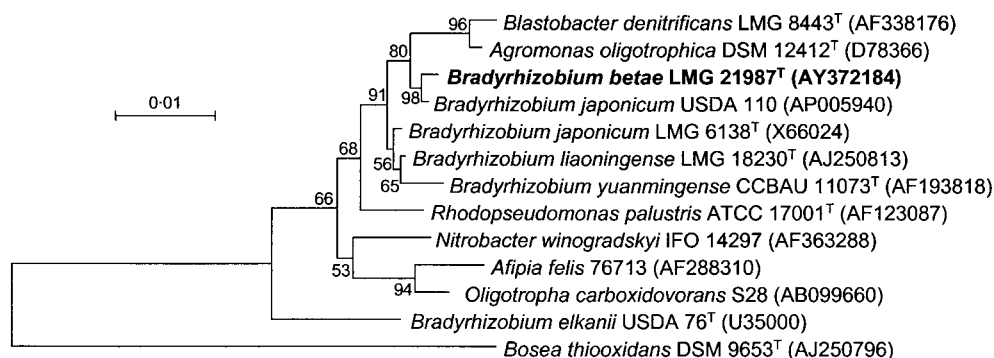 96 Blastobacter denitrificans LMG 8443ᵀ (AF338176)
80 Agromonas oligotrophica DSM 12412ᵀ (D78366)
Bradyrhizobium betae LMG 21987ᵀ (AY372184)
0·01 91 98 Bradyrhizobium japonicum USDA 110 (AP005940)
Bradyrhizobium japonicum LMG 6138ᵀ (X66024)
68 56 Bradyrhizobium liaoningense LMG 18230ᵀ (AJ250813)
65 Bradyrhizobium yuanmingense CCBAU 11073ᵀ (AF193818)
66 Rhodopseudomonas palustris ATCC 17001ᵀ (AF123087)
Nitrobacter winogradskyi IFO 14297 (AF363288)
53 Afipia felis 76713 (AF288310)
94 Oligotropha carboxidovorans S28 (AB099660)
Bradyrhizobium elkanii USDA 76ᵀ (U35000)
Bosea thiooxidans DSM 9653ᵀ (AJ250796)